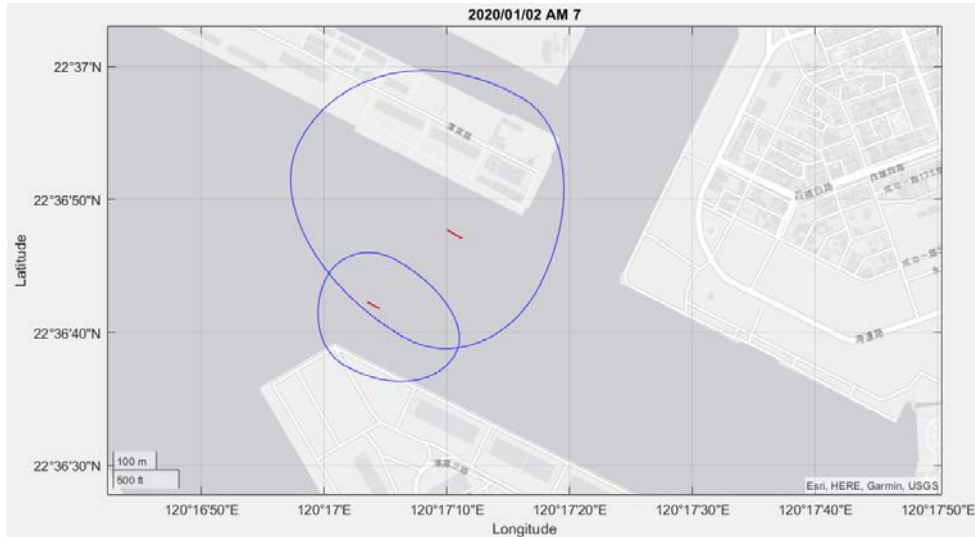 2020/01/02 AM 7
22°37'N
22°36'50"N
22°36'40"N
22°36'30"N
Latitude
100 m
500 ft
Esri, HERE, Garmin, USGS
120°16'50"E
120°17'E
120°17'10"E
120°17'20"E
120°17'30"E
120°17'40"E
120°17'50"E
Longitude